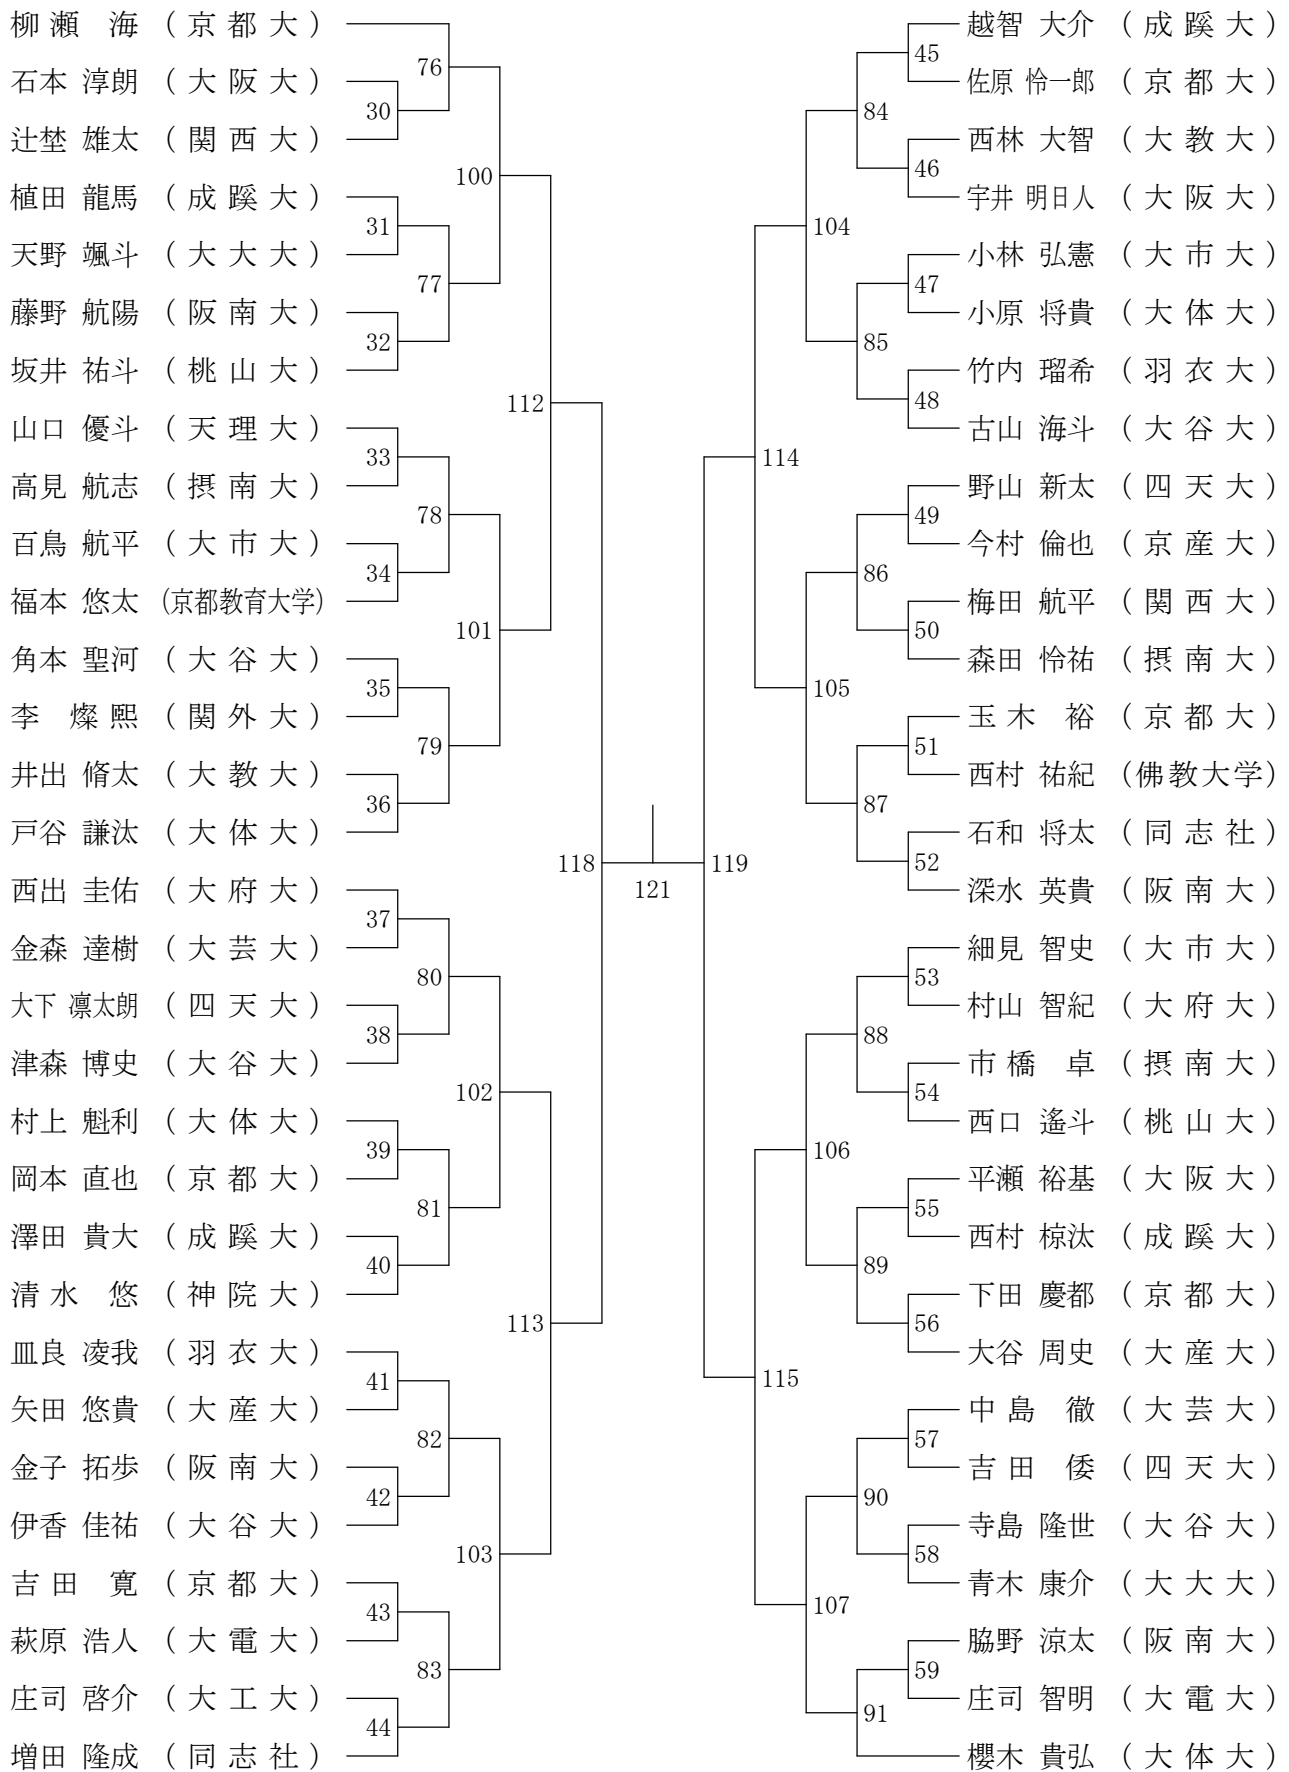 柳瀬 海 (京都大)
石本 淳朗 (大阪大)
辻埜 雄太 (関西大)
植田 龍馬 (成蹊大)
天野 颯斗 (大大大)
藤野 航陽 (阪南大)
坂井 祐斗 (桃山大)
山口 優斗 (天理大)
高見 航志 (摂南大)
百鳥 航平 (大市大)
福本 悠太 (京都教育大学)
角本 聖河 (大谷大)
李 燦熙 (関外大)
井出 脩太 (大教大)
戸谷 謙汰 (大体大)
西出 圭佑 (大府大)
金森 達樹 (大芸大)
大下 凛太朗 (四天大)
津森 博史 (大谷大)
村上 魁利 (大体大)
岡本 直也 (京都大)
澤田 貴大 (成蹊大)
清水 悠 (神院大)
皿良 凌我 (羽衣大)
矢田 悠貴 (大産大)
金子 拓歩 (阪南大)
伊香 佳祐 (大谷大)
吉田 寛 (京都大)
萩原 浩人 (大電大)
庄司 啓介 (大工大)
増田 隆成 (同志社)
30
31
32
33
34
35
36
37
38
39
40
41
42
43
44
76
77
78
79
80
81
82
83
100
101
102
103
112
113
118
121
119
114
115
104
105
106
107
84
85
86
87
88
89
90
91
45
46
47
48
49
50
51
52
53
54
55
56
57
58
59
越智 大介 (成蹊大)
佐原 怜一郎 (京都大)
西林 大智 (大教大)
宇井 明日人 (大阪大)
小林 弘憲 (大市大)
小原 将貴 (大体大)
竹内 瑠希 (羽衣大)
古山 海斗 (大谷大)
野山 新太 (四天大)
今村 倫也 (京産大)
梅田 航平 (関西大)
森田 怜祐 (摂南大)
玉木 裕 (京都大)
西村 祐紀 (佛教大学)
石和 将太 (同志社)
深水 英貴 (阪南大)
細見 智史 (大市大)
村山 智紀 (大府大)
市橋 卓 (摂南大)
西口 遙斗 (桃山大)
平瀬 裕基 (大阪大)
西村 椋汰 (成蹊大)
下田 慶都 (京都大)
大谷 周史 (大産大)
中島 徹 (大芸大)
吉田 倭 (四天大)
寺島 隆世 (大谷大)
青木 康介 (大大大)
脇野 涼太 (阪南大)
庄司 智明 (大電大)
櫻木 貴弘 (大体大)